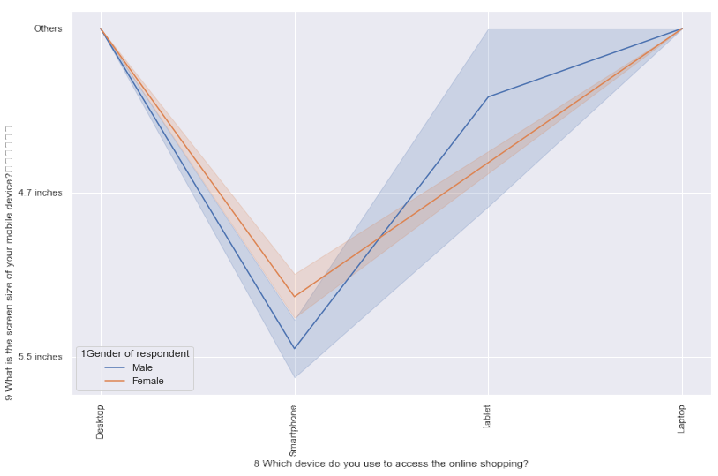 Others
4.7 inches
5.5 inches
9 What is the screen size of your mobile device?
1Gender of respondent
Male
Female
Desktop
Smartphone
Tablet
Laptop
8 Which device do you use to access the online shopping?